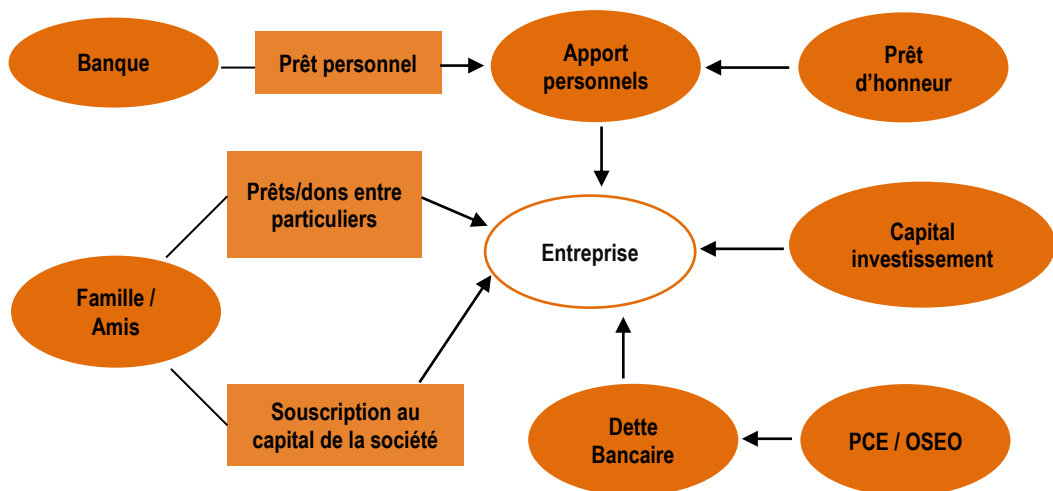 Banque
Prêt personnel
Apport
personnels
Prêt
d’honneur
Prêts/dons entre
particuliers
Entreprise
Capital
investissement
Famille /
Amis
Souscription au
capital de la société
Dette
Bancaire
PCE / OSEO